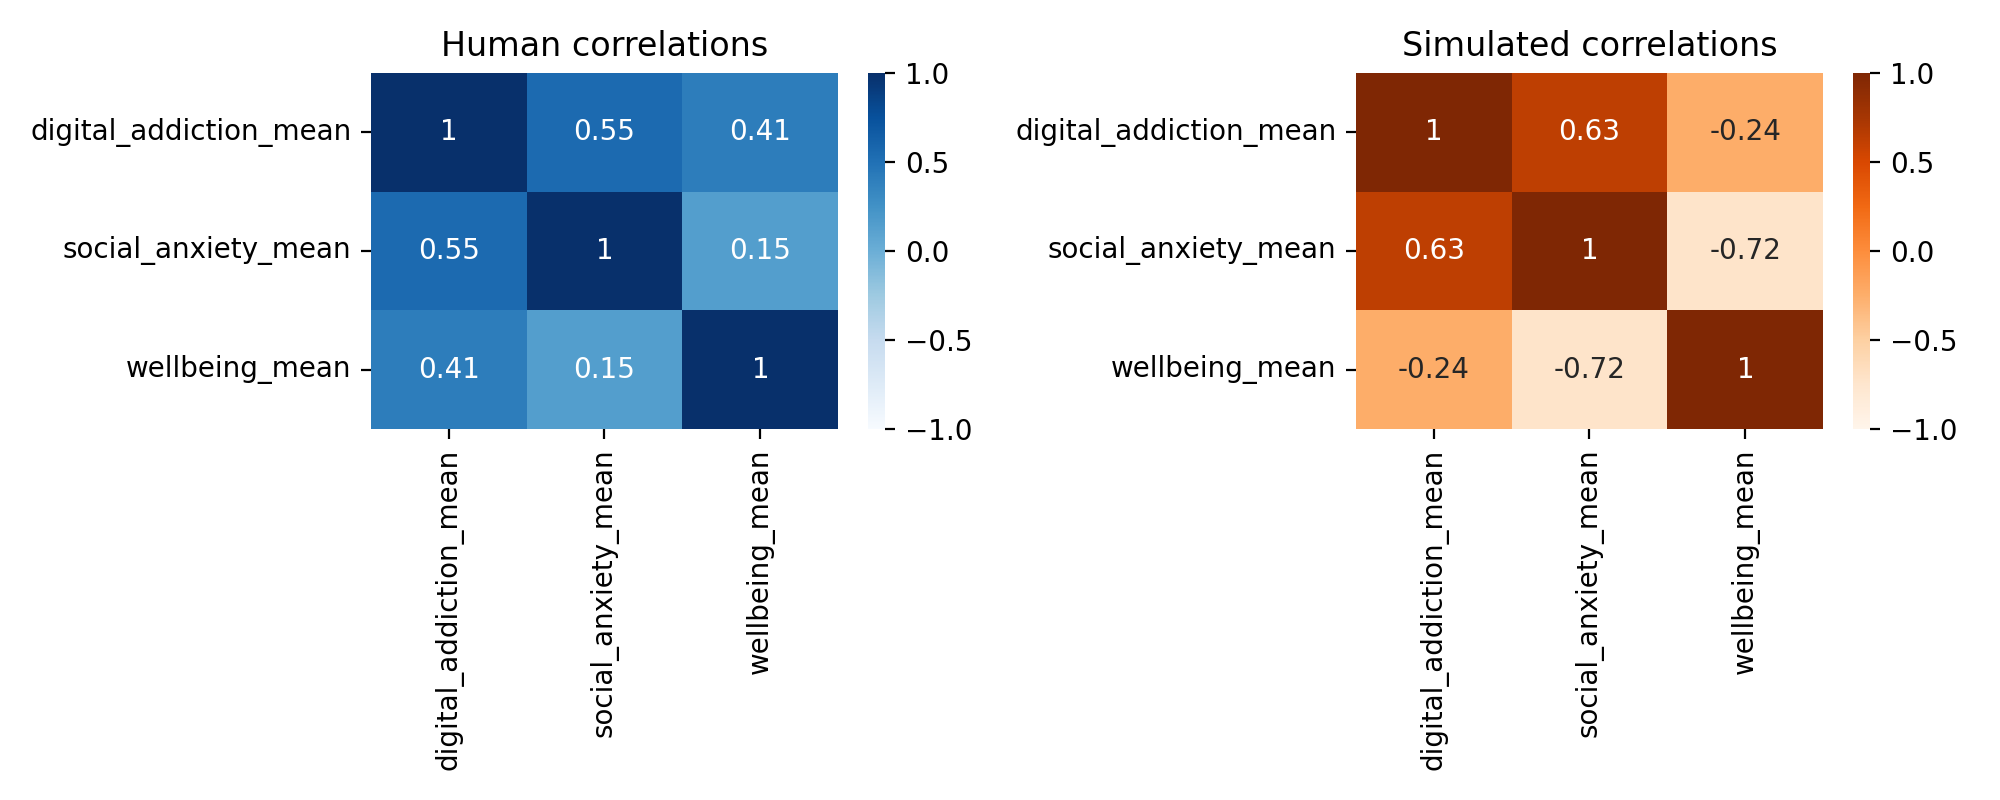 Human correlations
digital_addiction_mean
social_anxiety_mean
wellbeing_mean
1 0.55 0.41
0.55 1 0.15
0.41 0.15 1
digital_addiction_mean
social_anxiety_mean
wellbeing_mean
1.0
0.5
0.0
−0.5
−1.0
Simulated correlations
digital_addiction_mean
social_anxiety_mean
wellbeing_mean
1 0.63 -0.24
0.63 1 -0.72
-0.24 -0.72 1
digital_addiction_mean
social_anxiety_mean
wellbeing_mean
1.0
0.5
0.0
−0.5
−1.0